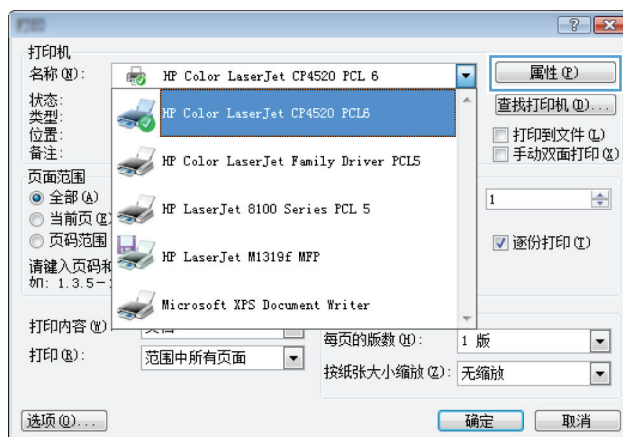 打印机
名称(N): HP Color LaserJet CP4520 PCL 6 属性(P)
状态: HP Color LaserJet CP4520 PCL6 查找打印机(D)...
类型:
位置: 打印到文件(L)
备注: HP Color LaserJet Family Driver PCL5 手动双面打印(X)
页面范围
全部(A) HP LaserJet 8100 Series PCL 5 1
当前页(E)
页码范围 HP LaserJet M1319f MFP 逐份打印(T)
请键入页码和
如: 1.3.5-
Microsoft XPS Document Writer
打印内容(W):
每页的版数(H): 1 版
打印(R): 范围中所有页面
按纸张大小缩放(Z): 无缩放
选项(O)... 确定 取消